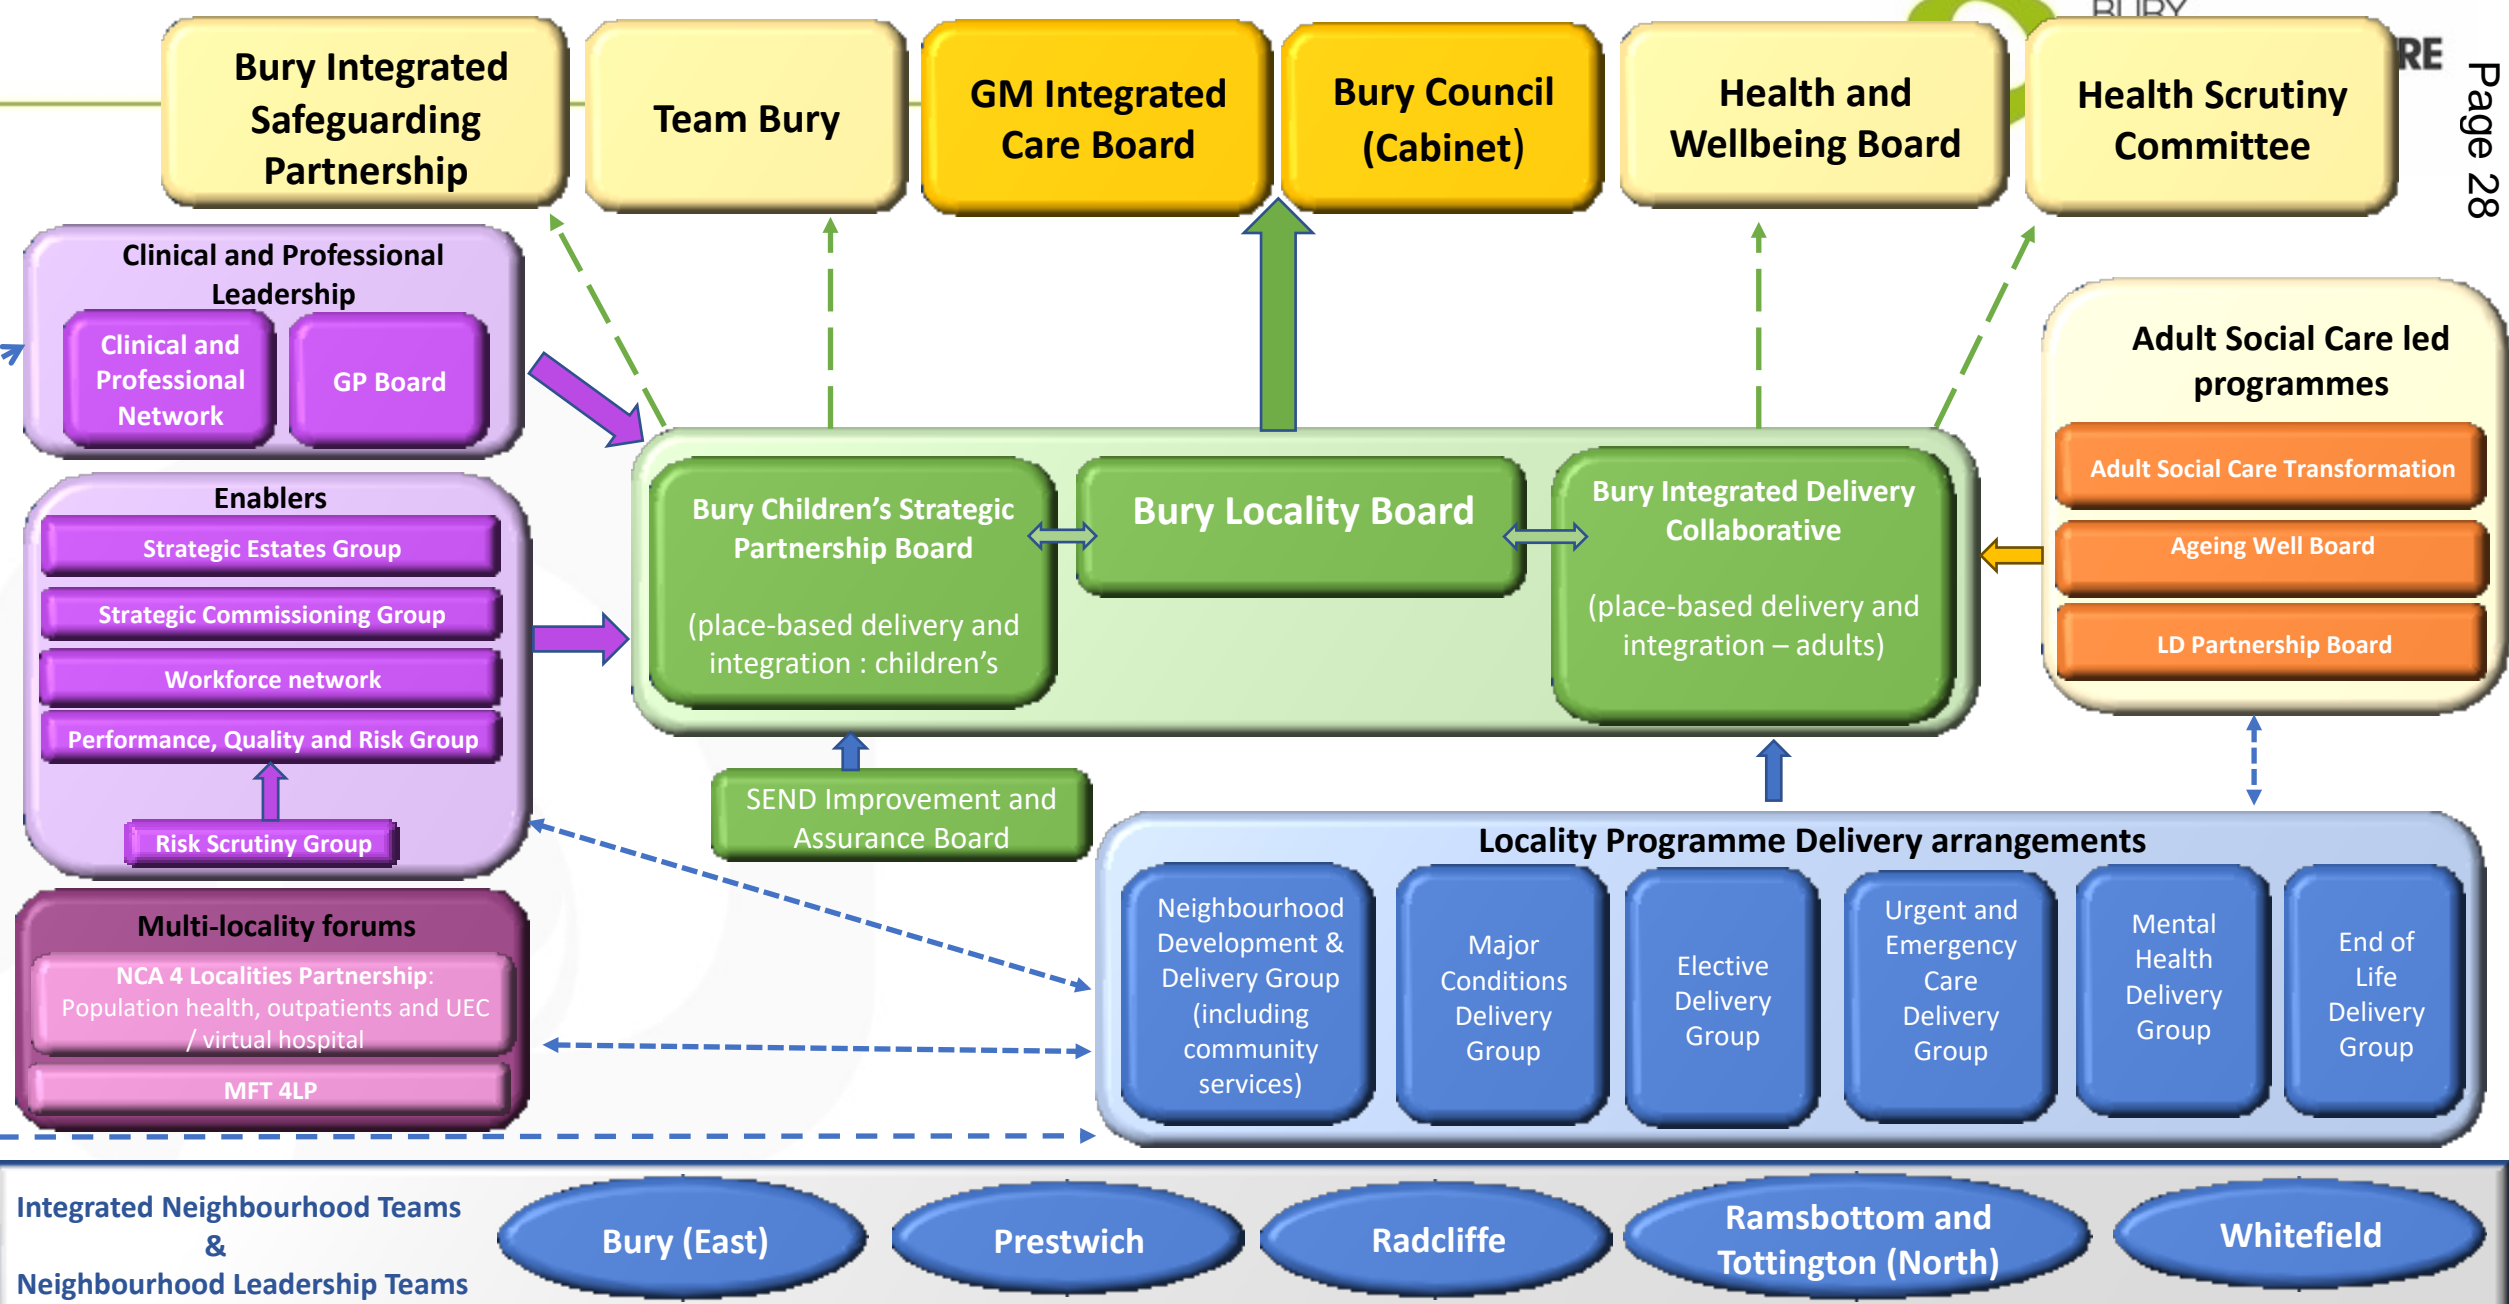 BURY
RE
Page 28
Bury Integrated
Safeguarding
Partnership
Team Bury
GM Integrated
Care Board
Bury Council
(Cabinet)
Health and
Wellbeing Board
Health Scrutiny
Committee
Clinical and Professional
Leadership
Clinical and
Professional
Network
GP Board
Enablers
Strategic Estates Group
Strategic Commissioning Group
Workforce network
Performance, Quality and Risk Group
Risk Scrutiny Group
Multi-locality forums
NCA 4 Localities Partnership:
Population health, outpatients and UEC
/ virtual hospital
MFT 4LP
Bury Children’s Strategic
Partnership Board
(place-based delivery and
integration : children’s
Bury Locality Board
Bury Integrated Delivery
Collaborative
(place-based delivery and
integration – adults)
Adult Social Care led
programmes
Adult Social Care Transformation
Ageing Well Board
LD Partnership Board
SEND Improvement and
Assurance Board
Locality Programme Delivery arrangements
Neighbourhood
Development &
Delivery Group
(including
community
services)
Major
Conditions
Delivery
Group
Elective
Delivery
Group
Urgent and
Emergency
Care
Delivery
Group
Mental
Health
Delivery
Group
End of
Life
Delivery
Group
Integrated Neighbourhood Teams
&
Neighbourhood Leadership Teams
Bury (East)
Prestwich
Radcliffe
Ramsbottom and
Tottington (North)
Whitefield